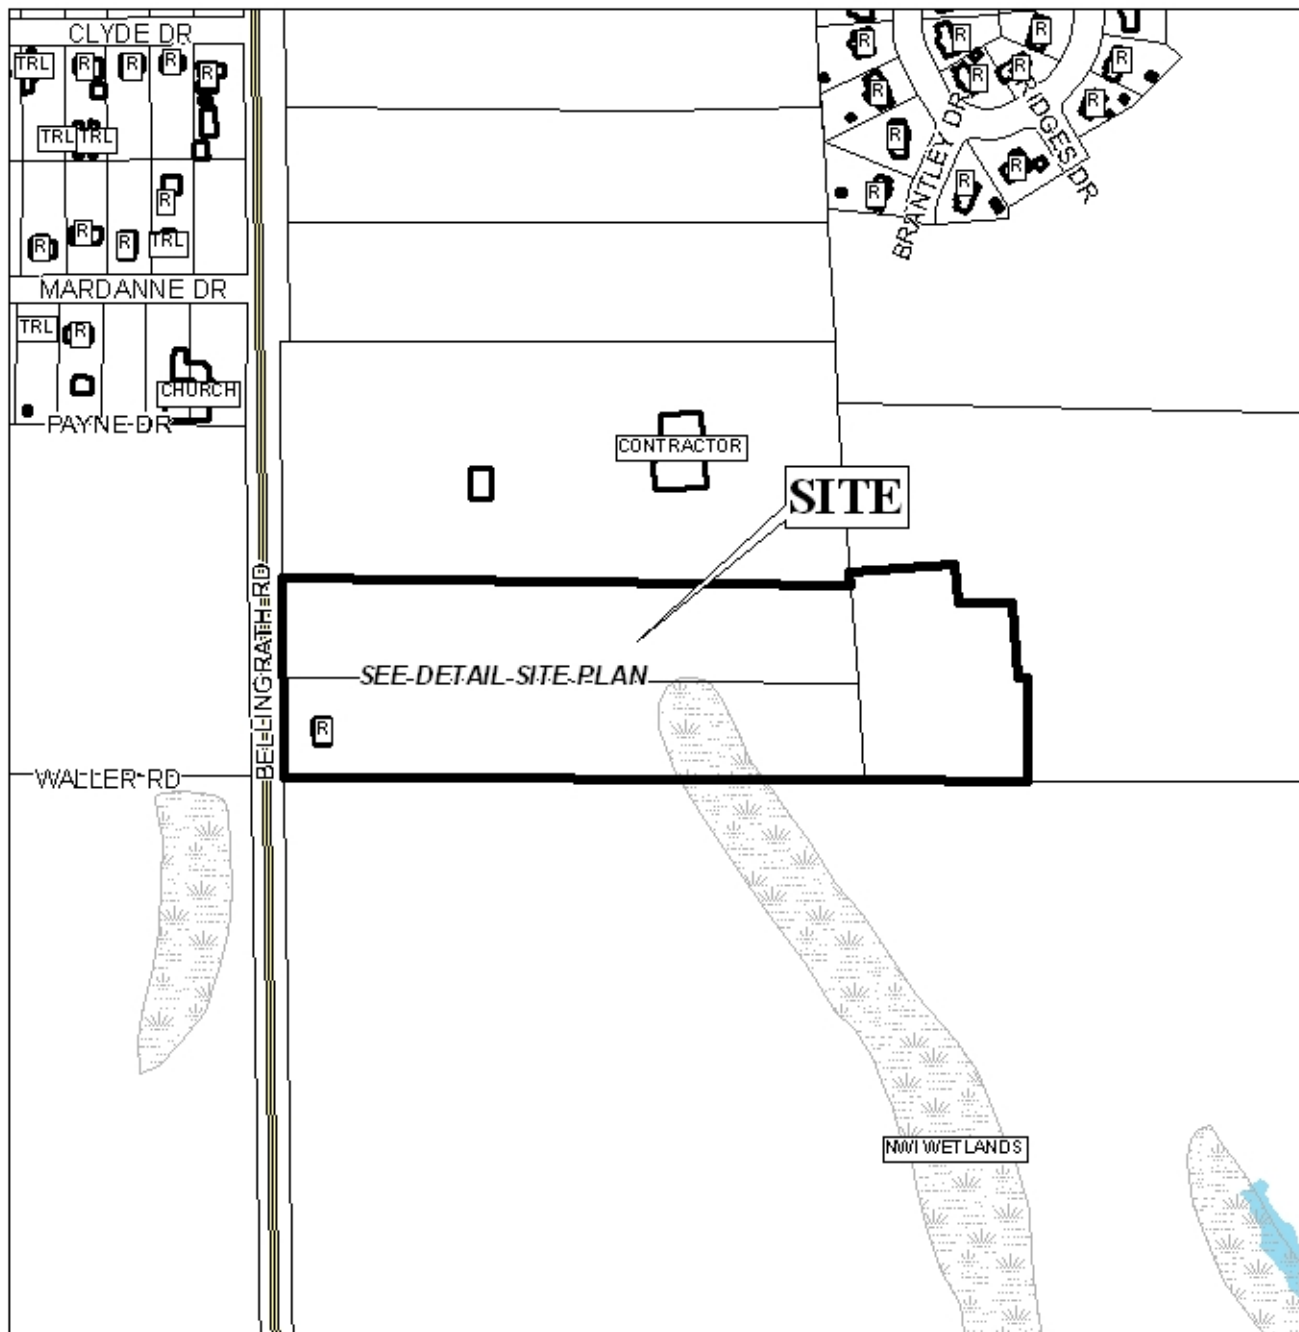 CLYDE DR
TRL
R
R
R
R
TRL
TRL
R
R
R
R
TRL
MARDANNE DR
TRL
R
CHURCH
PAYNE DR
R
R
R
R
R
R
R
R
R
R
R
R
BRANTLEY DR
RIDGES DR
CONTRACTOR
SITE
BELLINGRATH RD
SEE DETAIL SITE PLAN
R
WALLER RD
NWI WETLANDS